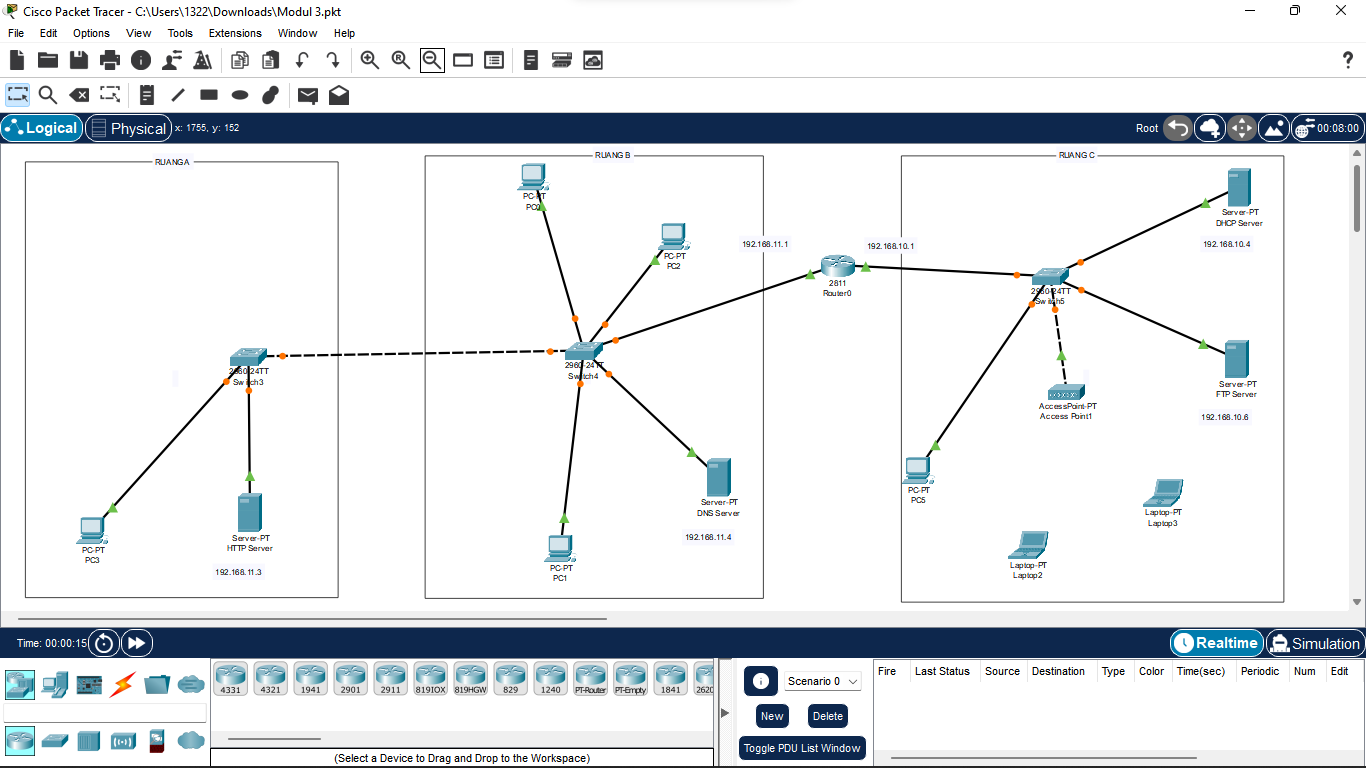 Cisco Packet Tracer - C:\Users\1322\Downloads\Modul 3.pkt
File Edit Options View Tools Extensions Window Help
Logical Physical x: 1755, y: 152 Root 00:08:00
RUANGA
RUANG B
RUANG C
PC-PT
PC0
PC-PT
PC2
192.168.11.1
192.168.10.1
2811
Router0
Server-PT
DHCP Server
192.168.10.4
2960-24TT
Switch5
2960-24TT
Switch3
2960-24TT
Switch4
AccessPoint-PT
Access Point1
Server-PT
FTP Server
192.168.10.6
PC-PT
PC5
Server-PT
DNS Server
192.168.11.4
Laptop-PT
Laptop3
Server-PT
HTTP Server
192.168.11.3
PC-PT
PC3
PC-PT
PC1
Laptop-PT
Laptop2
Time: 00:00:15 Realtime Simulation
4331 4321 1941 2901 2911 819IOX 819HGW 829 1240 PT-Router PT-Empty 1841 2620
(Select a Device to Drag and Drop to the Workspace)
Scenario 0
New Delete
Toggle PDU List Window
Fire Last Status Source Destination Type Color Time(sec) Periodic Num Edit